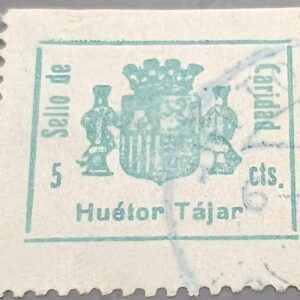 Sello de
Caridad
5 cts.
Huétor Tájar